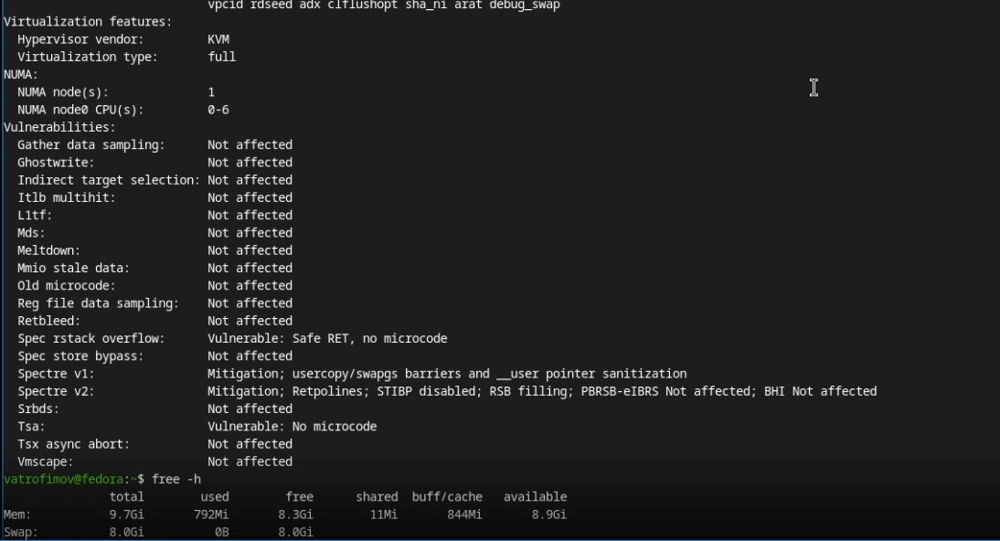 vpcid rdseed adx clflushopt sha_ni arat debug_swap
Virtualization features:
Hypervisor vendor: KVM
Virtualization type: full
NUMA:
NUMA node(s): 1
NUMA node0 CPU(s): 0-6
Vulnerabilities:
Gather data sampling: Not affected
Ghostwrite: Not affected
Indirect target selection: Not affected
Itlb multihit: Not affected
L1tf: Not affected
Mds: Not affected
Meltdown: Not affected
Mmio stale data: Not affected
Old microcode: Not affected
Reg file data sampling: Not affected
Retbleed: Not affected
Spec rstack overflow: Vulnerable: Safe RET, no microcode
Spec store bypass: Not affected
Spectre v1: Mitigation; usercopy/swapgs barriers and __user pointer sanitization
Spectre v2: Mitigation; Retpolines; STIBP disabled; RSB filling; PBRSB-eIBRS Not affected; BHI Not affected
Srbds: Not affected
Tsa: Vulnerable: No microcode
Tsx async abort: Not affected
Vmscape: Not affected
vatrofimov@fedora:~$ free -h
total used free shared buff/cache available
Mem: 9.7Gi 792Mi 8.3Gi 11Mi 844Mi 8.9Gi
Swap: 8.0Gi 0B 8.0Gi